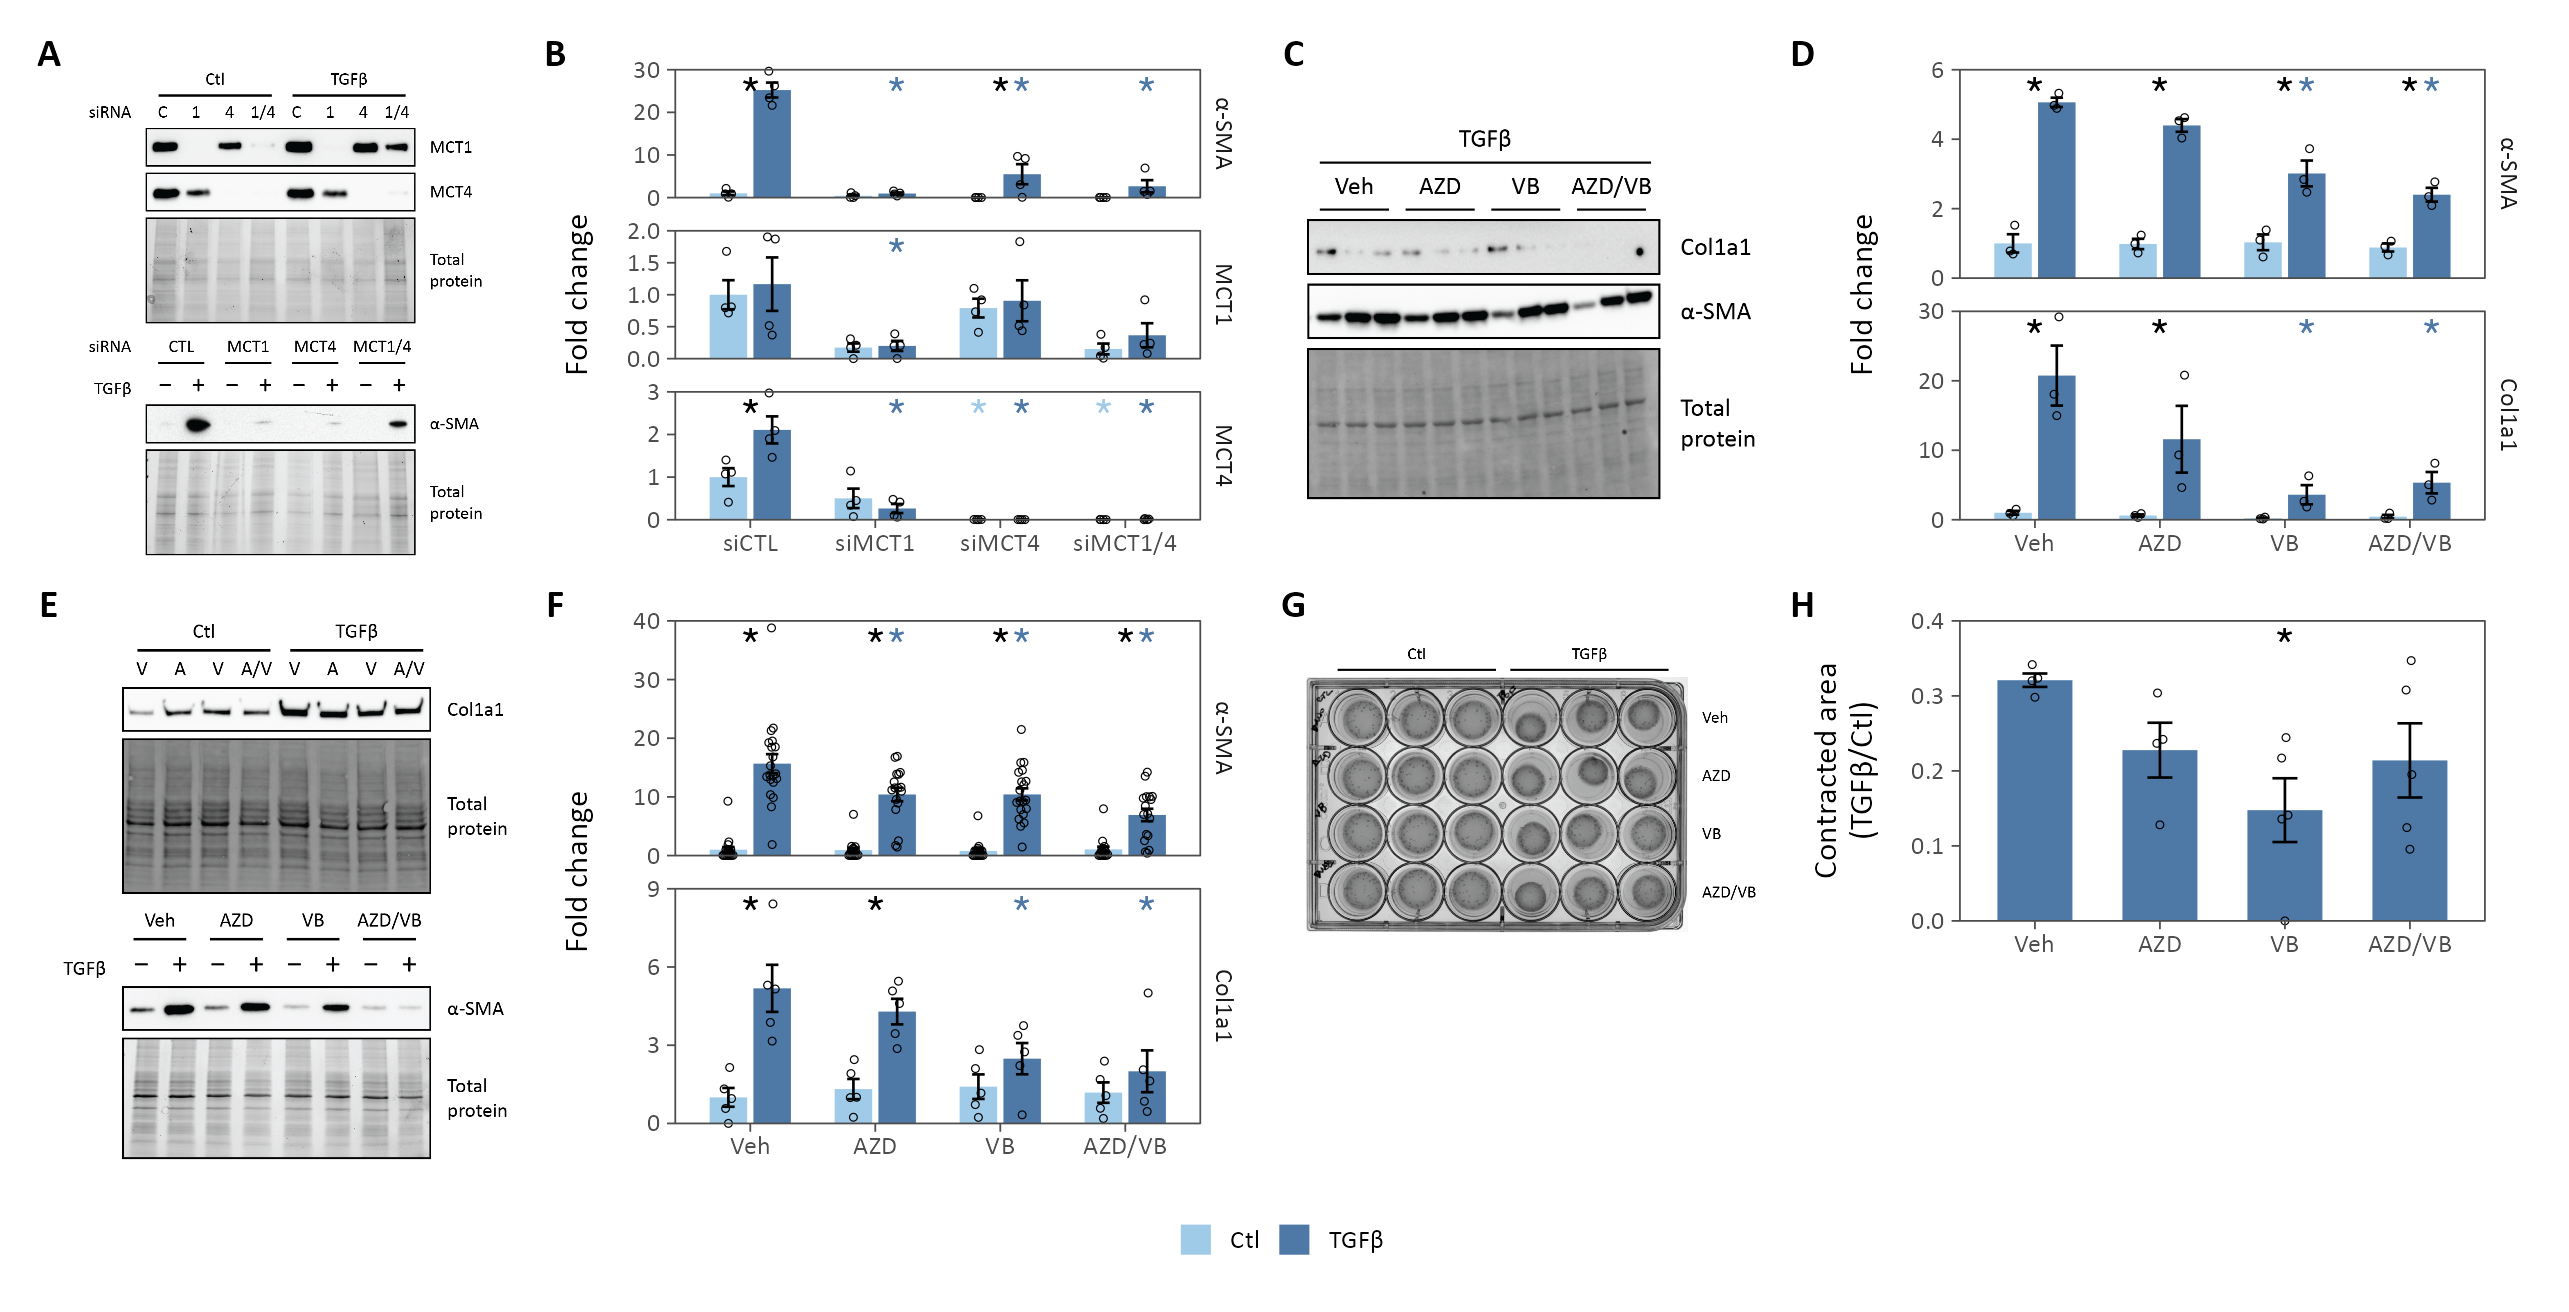 A
Ctl TGFβ
siRNA C 1 4 1/4 C 1 4 1/4
MCT1
MCT4
Total
protein
siRNA CTL MCT1 MCT4 MCT1/4
TGFβ − + − + − + − +
α-SMA
Total
protein
B
Fold change
30
20
10
0
* * * * *
α-SMA
2.0
1.5
1.0
0.5
0.0
*
MCT1
3
2
1
0
* * * * * *
MCT4
siCTL siMCT1 siMCT4 siMCT1/4
C
TGFβ
Veh AZD VB AZD/VB
Col1a1
α-SMA
Total
protein
D
Fold change
6
4
2
0
* * * * * *
α-SMA
30
20
10
0
* * * *
Col1a1
Veh AZD VB AZD/VB
E
Ctl TGFβ
V A V A/V V A V A/V
Col1a1
Total
protein
Veh AZD VB AZD/VB
TGFβ − + − + − + − +
α-SMA
Total
protein
F
Fold change
40
30
20
10
0
* * * * * * *
α-SMA
9
6
3
0
* * * *
Col1a1
Veh AZD VB AZD/VB
G
Ctl TGFβ
Veh
AZD
VB
AZD/VB
H
Contracted area
(TGFβ/Ctl)
0.4
0.3
0.2
0.1
0.0
*
Veh AZD VB AZD/VB
Ctl TGFβ